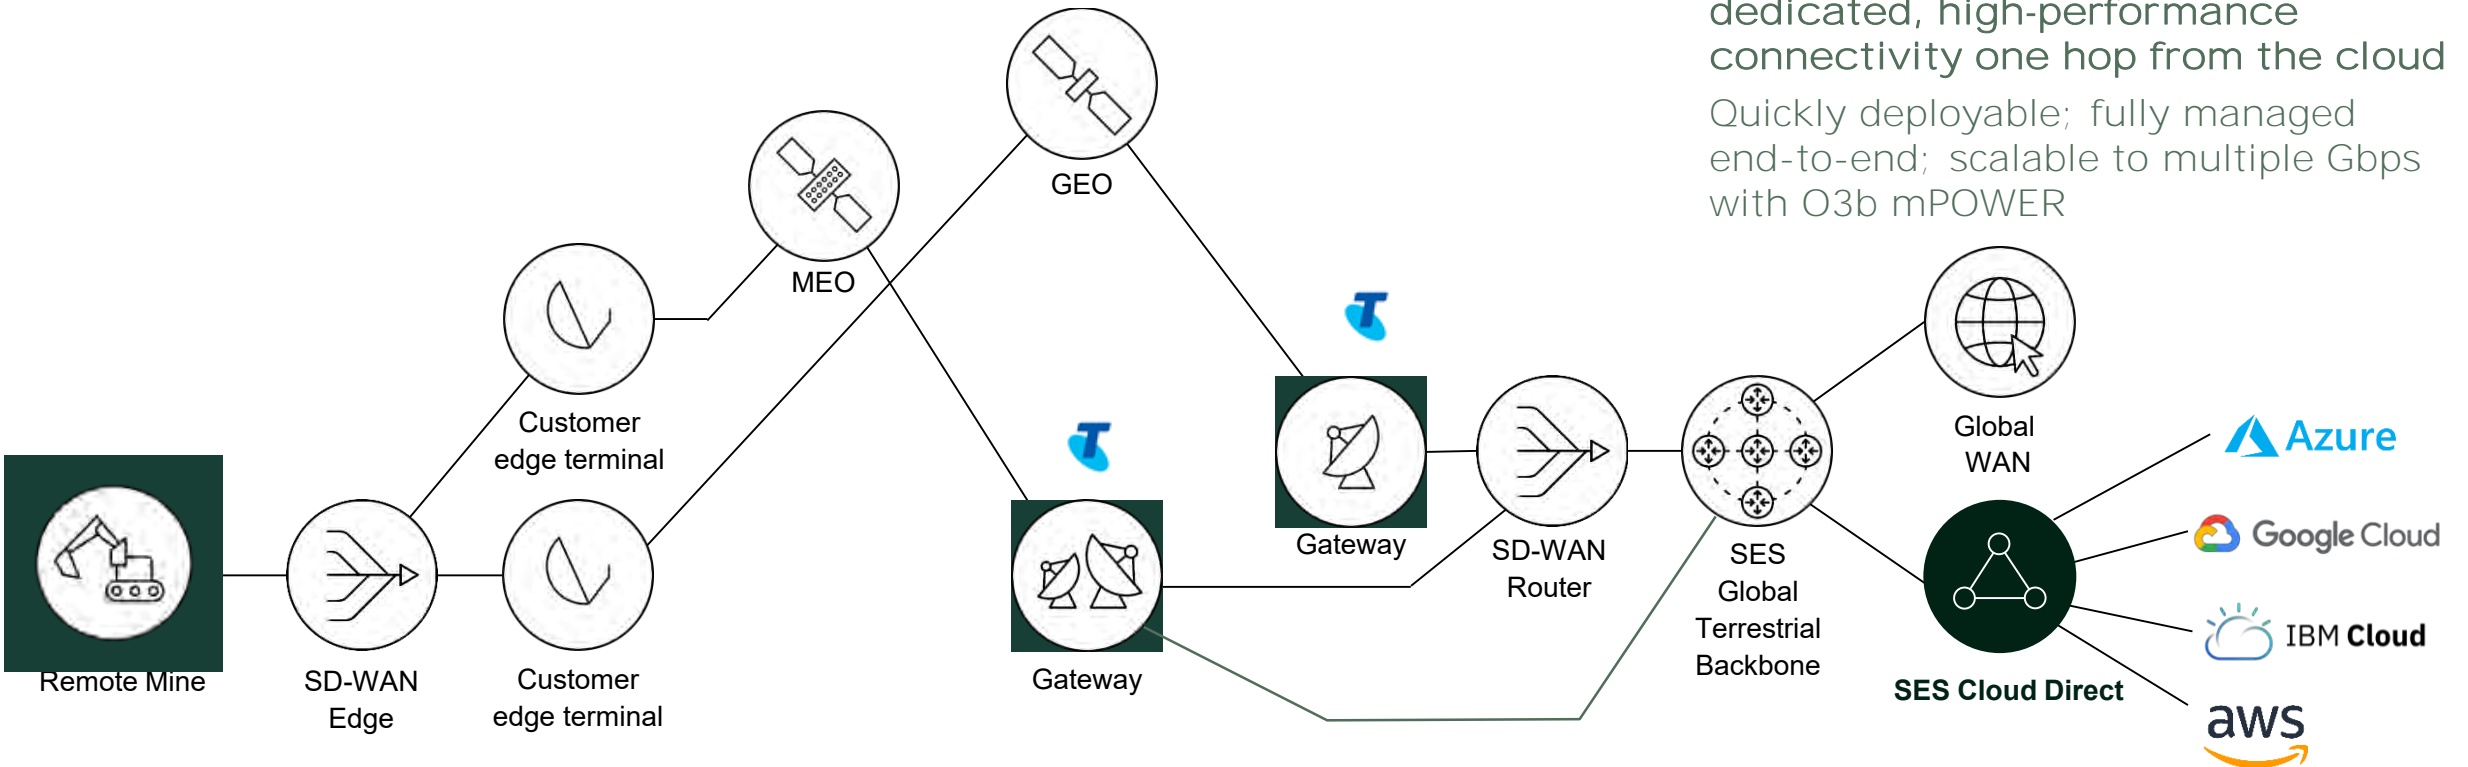 dedicated, high-performance
connectivity one hop from the cloud
Quickly deployable; fully managed
end-to-end; scalable to multiple Gbps
with O3b mPOWER
GEO
MEO
Customer
edge terminal
Remote Mine
SD-WAN
Edge
Customer
edge terminal
T
Gateway
T
Gateway
SD-WAN
Router
SES
Global
Terrestrial
Backbone
Global
WAN
SES Cloud Direct
Azure
Google Cloud
IBM Cloud
aws